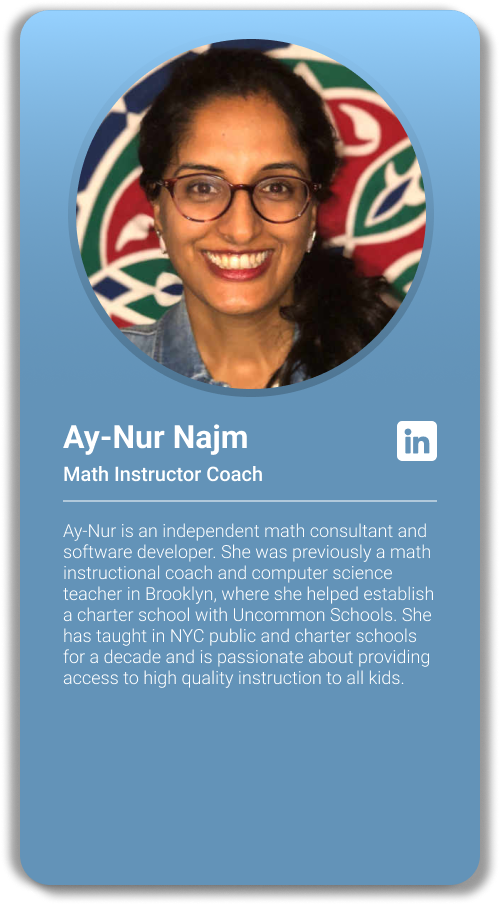 Ay-Nur Najm
in
Math Instructor Coach
Ay-Nur is an independent math consultant and
software developer. She was previously a math
instructional coach and computer science
teacher in Brooklyn, where she helped establish
a charter school with Uncommon Schools. She
has taught in NYC public and charter schools
for a decade and is passionate about providing
access to high quality instruction to all kids.